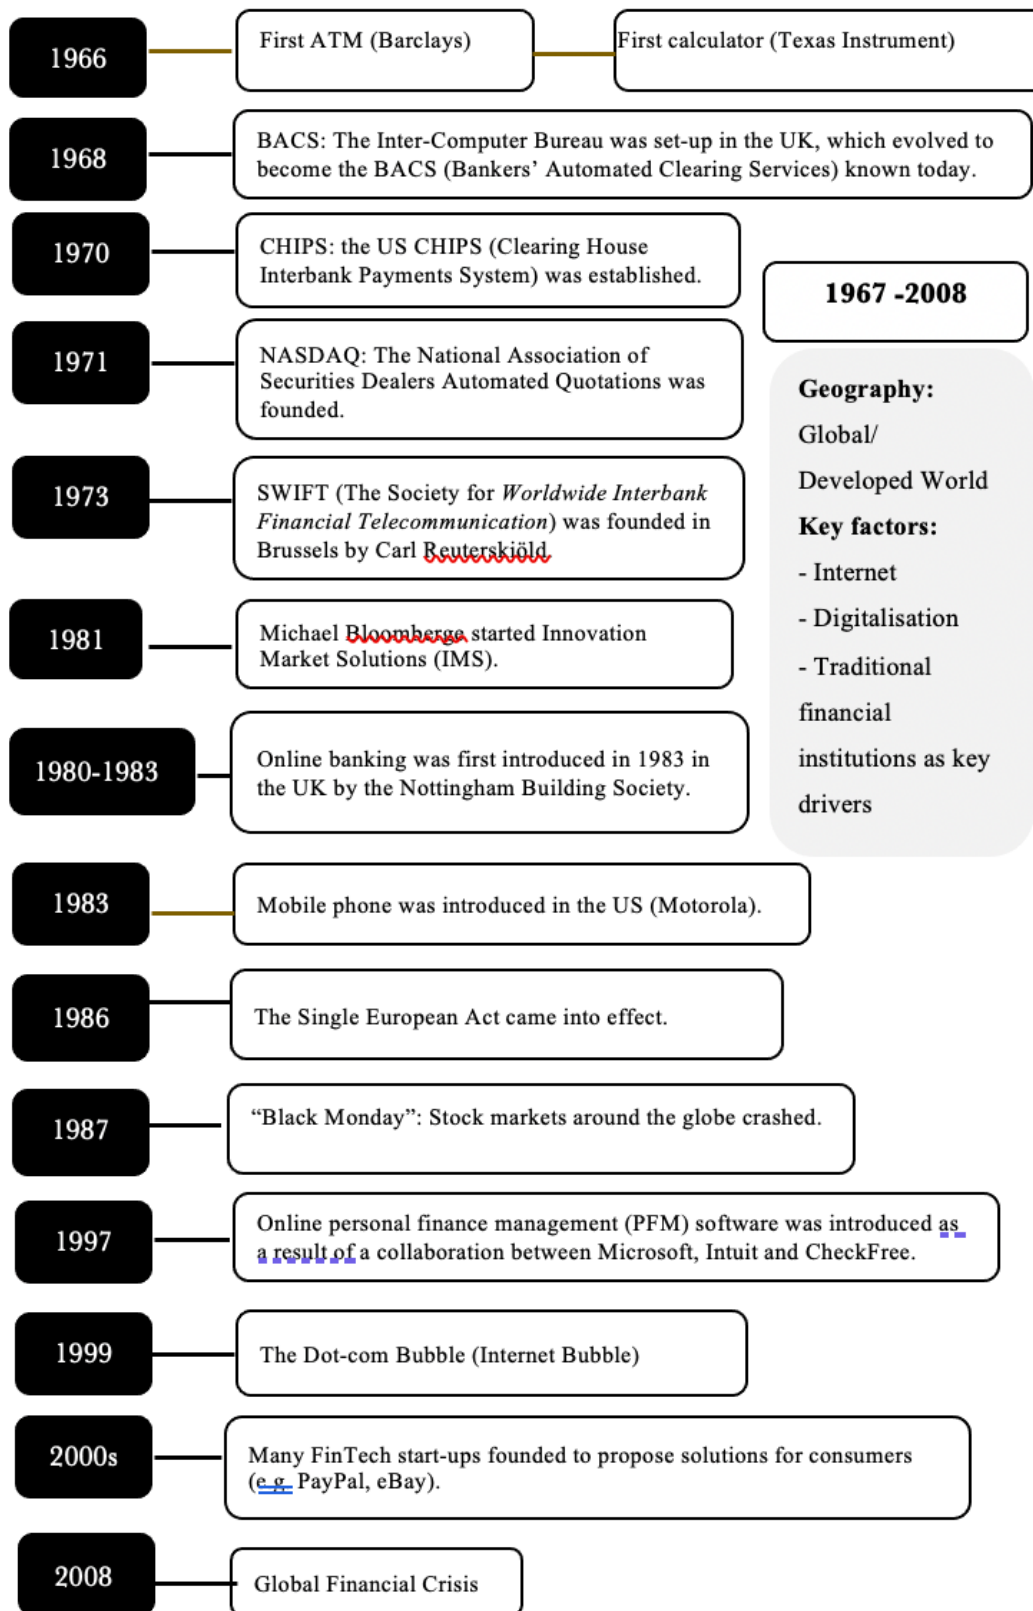 1966
First ATM (Barclays)
First calculator (Texas Instrument)
1968
BACS: The Inter-Computer Bureau was set-up in the UK, which evolved to
become the BACS (Bankers’ Automated Clearing Services) known today.
1970
CHIPS: the US CHIPS (Clearing House
Interbank Payments System) was established.
1971
NASDAQ: The National Association of
Securities Dealers Automated Quotations was
founded.
1973
SWIFT (The Society for Worldwide Interbank
Financial Telecommunication) was founded in
Brussels by Carl Reuterskiöld.
1981
Michael Bloomberge started Innovation
Market Solutions (IMS).
1980-1983
Online banking was first introduced in 1983 in
the UK by the Nottingham Building Society.
1983
Mobile phone was introduced in the US (Motorola).
1986
The Single European Act came into effect.
1987
“Black Monday”: Stock markets around the globe crashed.
1997
Online personal finance management (PFM) software was introduced as
a result of a collaboration between Microsoft, Intuit and CheckFree.
1999
The Dot-com Bubble (Internet Bubble)
2000s
Many FinTech start-ups founded to propose solutions for consumers
(e.g. PayPal, eBay).
2008
Global Financial Crisis
1967 -2008
Geography:
Global/
Developed World
Key factors:
- Internet
- Digitalisation
- Traditional
financial
institutions as key
drivers